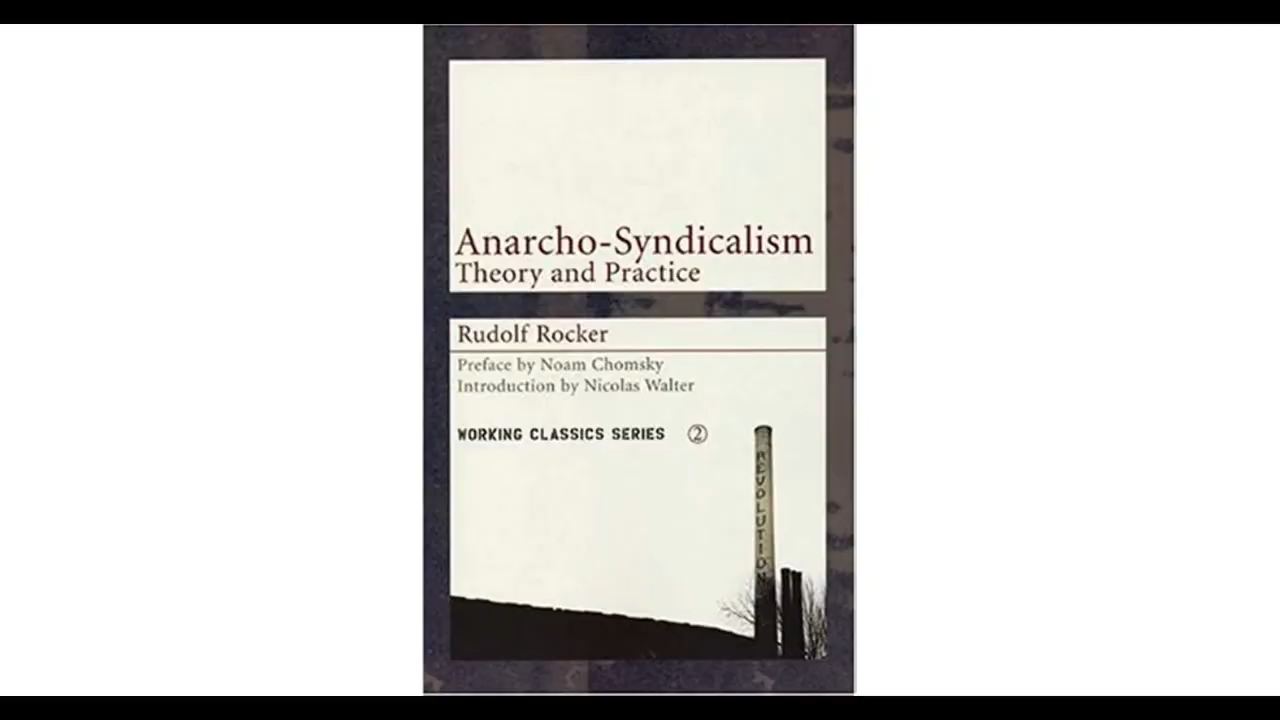 Anarcho-Syndicalism
Theory and Practice
Rudolf Rocker
Preface by Noam Chomsky
Introduction by Nicolas Walter
WORKING CLASSICS SERIES ②
REVOLUTION